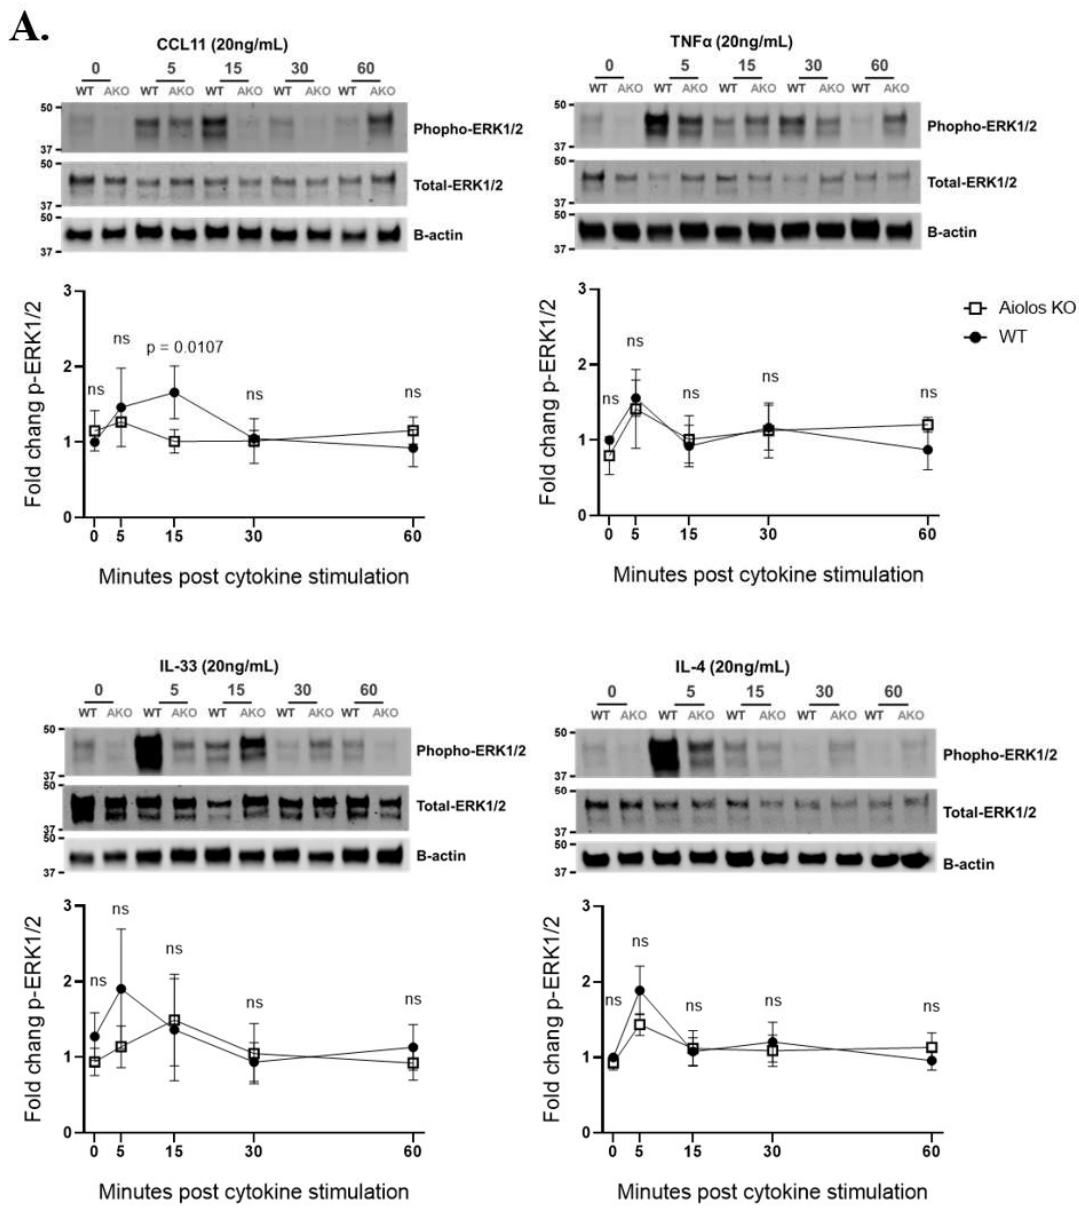 A.
CCL11 (20ng/mL)
0 5 15 30 60
WT AKO WT AKO WT AKO WT AKO WT AKO
50
37
Phopho-ERK1/2
50
37
Total-ERK1/2
50
37
B-actin
3
2
1
0
Fold chang p-ERK1/2
ns
ns
p = 0.0107
ns
ns
0 5 15 30 60
Minutes post cytokine stimulation
TNFα (20ng/mL)
0 5 15 30 60
WT AKO WT AKO WT AKO WT AKO WT AKO
50
37
Phopho-ERK1/2
50
37
Total-ERK1/2
50
37
B-actin
3
2
1
0
Fold chang p-ERK1/2
ns
ns
ns
ns
ns
0 5 15 30 60
Minutes post cytokine stimulation
Aiolos KO
WT
IL-33 (20ng/mL)
0 5 15 30 60
WT AKO WT AKO WT AKO WT AKO WT AKO
50
37
Phopho-ERK1/2
50
37
Total-ERK1/2
50
37
B-actin
3
2
1
0
Fold chang p-ERK1/2
ns
ns
ns
ns
ns
0 5 15 30 60
Minutes post cytokine stimulation
IL-4 (20ng/mL)
0 5 15 30 60
WT AKO WT AKO WT AKO WT AKO WT AKO
50
37
Phopho-ERK1/2
50
37
Total-ERK1/2
50
37
B-actin
3
2
1
0
Fold chang p-ERK1/2
ns
ns
ns
ns
ns
0 5 15 30 60
Minutes post cytokine stimulation